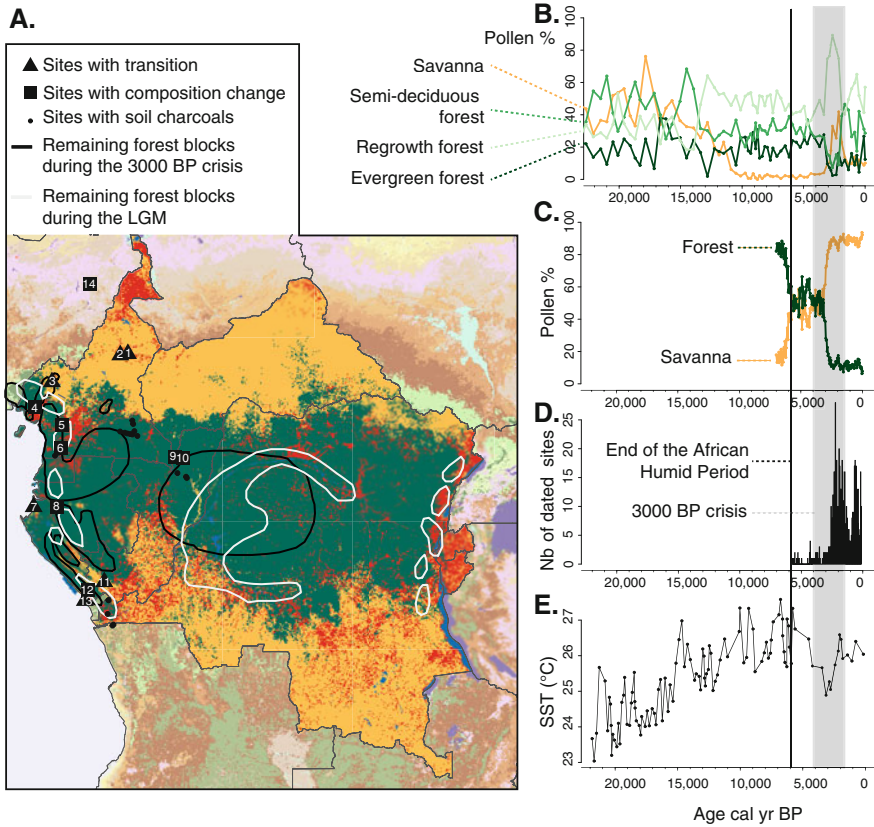 A.
Sites with transition
Sites with composition change
Sites with soil charcoals
Remaining forest blocks
during the 3000 BP crisis
Remaining forest blocks
during the LGM
14
2 1
3
4
5
6
7
8
9 10
11
12
13
B.
Pollen %
Savanna
Semi-deciduous
forest
Regrowth forest
Evergreen forest
100
80
60
40
02
0
20,000 15,000 10,000 5,000 0
C.
Pollen %
Forest
Savanna
100
08
60
40
20
0
20,000 15,000 10,000 5,000 0
D.
Nb of dated sites
End of the African
Humid Period
3000 BP crisis
25
20
15
10
5
0
20,000 15,000 10,000 5,000 0
E.
SST (°C)
27
26
25
24
23
20,000 15,000 10,000 5,000 0
Age cal yr BP